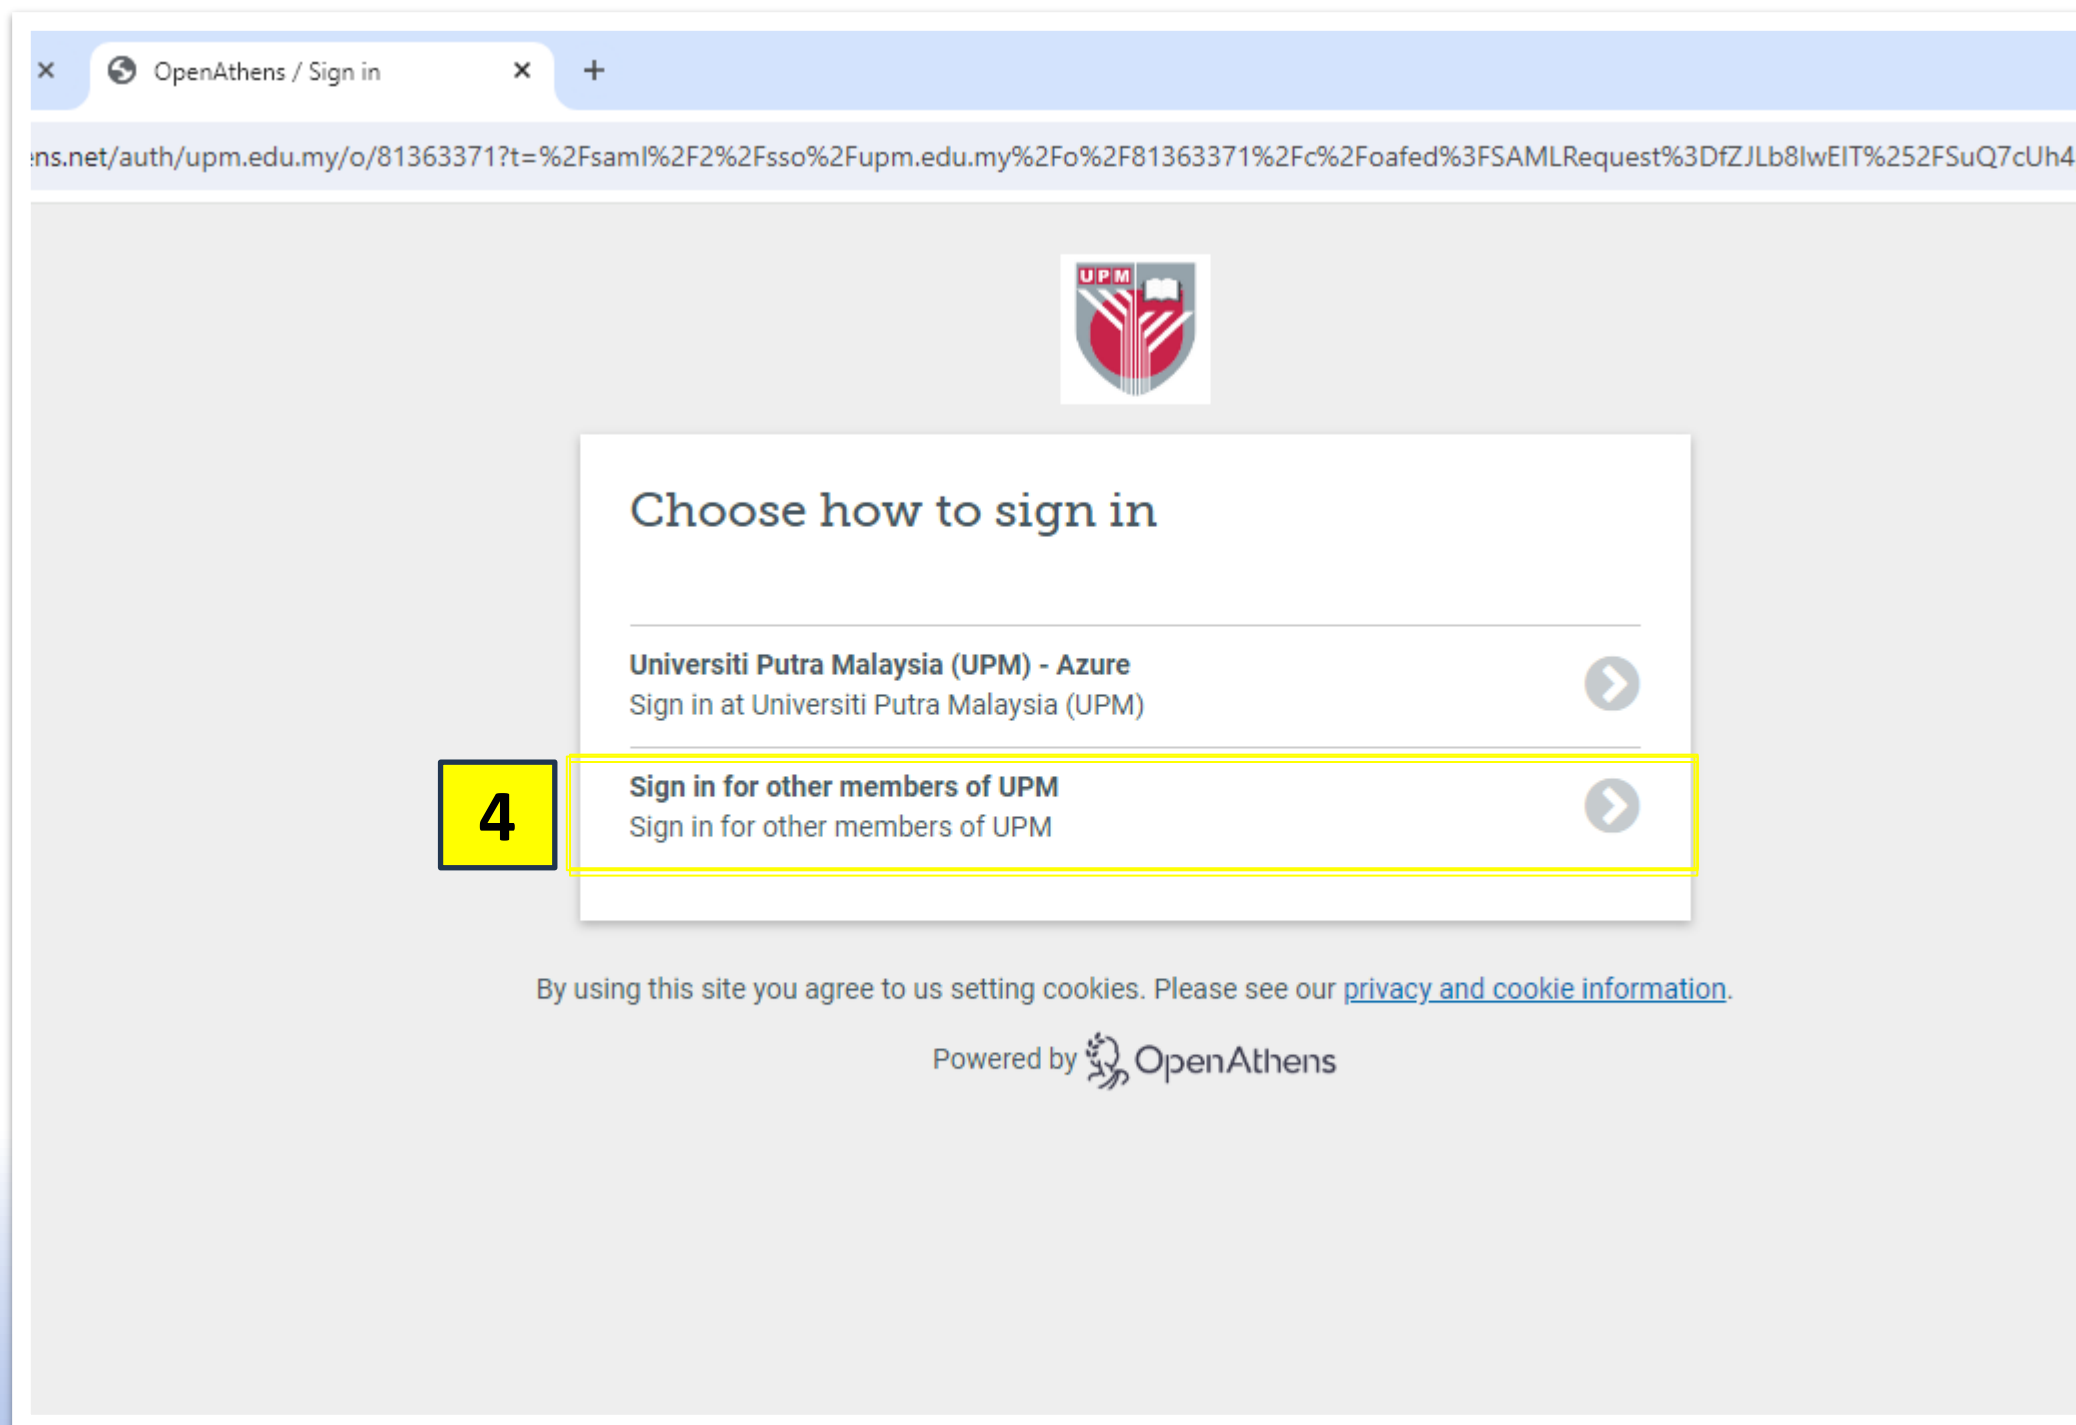 OpenAthens / Sign in
ens.net/auth/upm.edu.my/o/81363371?t=%2Fsaml%2F2%2Fsso%2Fupm.edu.my%2Fo%2F81363371%2Fc%2Foafed%3FSAMLRequest%3DfZJLb8IwEIT%252FSuQ7cUh4
UPM
Choose how to sign in
Universiti Putra Malaysia (UPM) - Azure
Sign in at Universiti Putra Malaysia (UPM)
4
Sign in for other members of UPM
Sign in for other members of UPM
By using this site you agree to us setting cookies. Please see our privacy and cookie information.
Powered by OpenAthens